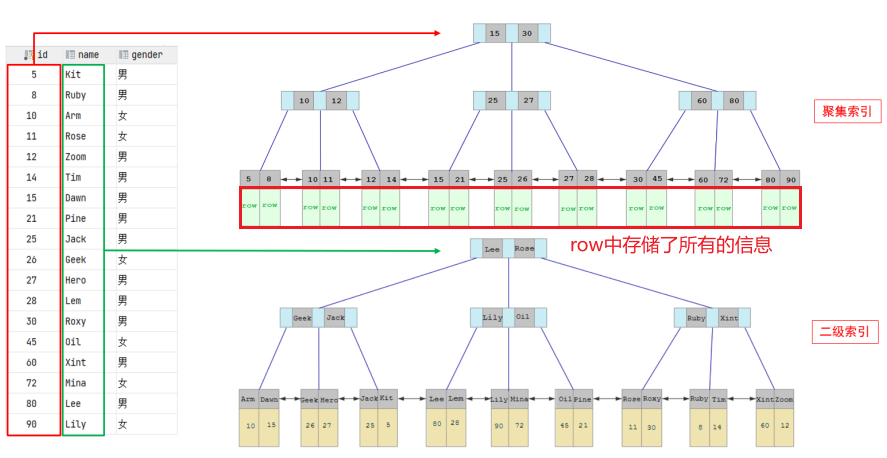 id name gender
5 Kit 男
8 Ruby 男
10 Arm 女
11 Rose 女
12 Zoom 男
14 Tim 男
15 Dawn 男
21 Pine 男
25 Jack 男
26 Geek 女
27 Hero 男
28 Lem 男
30 Roxy 男
45 Oil 女
60 Xint 男
72 Mina 女
80 Lee 男
90 Lily 女
15 30
10 12 25 27 60 80
聚集索引
5 8 10 11 12 14 15 21 25 26 27 28 30 45 60 72 80 90
row row row row row row row row row row row row row row row row row row
row中存储了所有的信息
Lee Rose
Geek Jack Lily Oil Ruby Xint
二级索引
Arm Dawn Geek Hero Jack Kit Lee Lem Lily Mina Oil Pine Rose Roxy Ruby Tim Xint Zoom
10 15 26 27 25 5 80 28 90 72 45 21 11 30 8 14 60 12